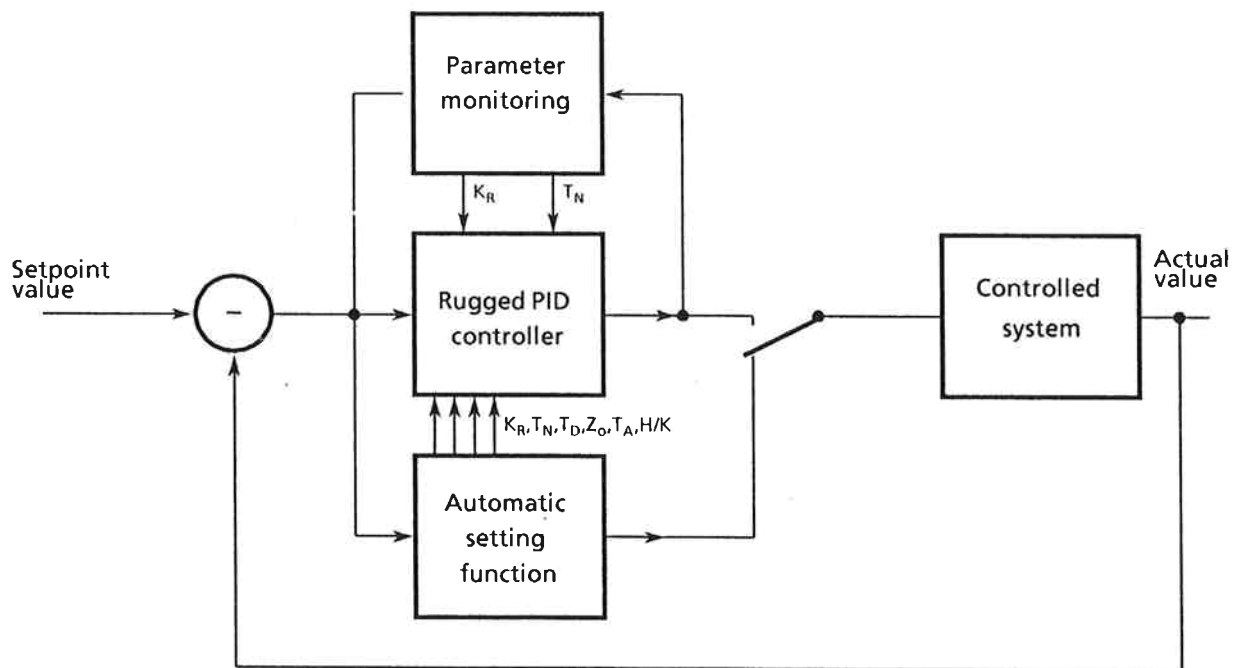 Parameter
monitoring
K_R
T_N
Setpoint
value
-
Rugged PID
controller
Controlled
system
Actual
value
K_R,T_N,T_D,Z_o,T_A,H/K
Automatic
setting
function